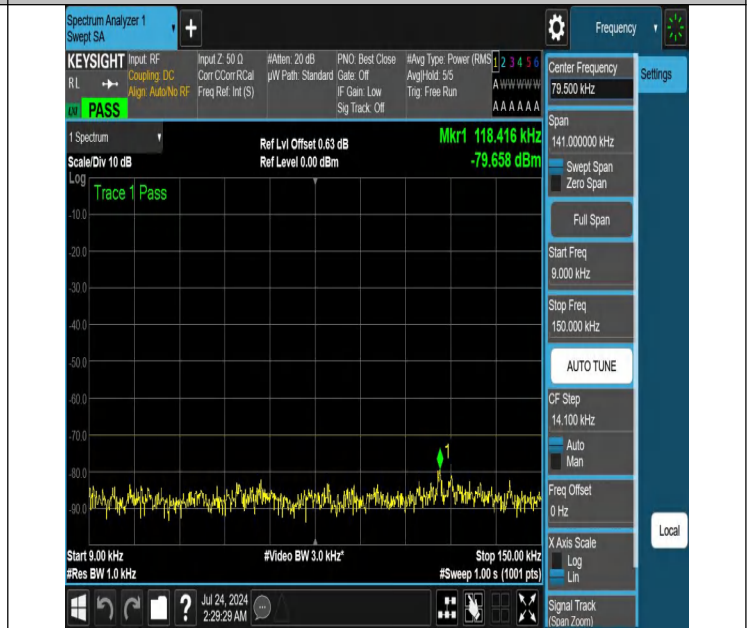 Spectrum Analyzer 1
Swept SA
+
Frequency
KEYSIGHT
RL
PASS
Input: RF
Coupling: DC
Align: Auto/No RF
Input Z: 50 Ω
Corr CCorr RCal
Freq Ref: Int (S)
#Atten: 20 dB
µW Path: Standard
PNO: Best Close
Gate: Off
IF Gain: Low
Sig Track: Off
#Avg Type: Power (RMS
Avg|Hold: 5/5
Trig: Free Run
1 2 3 4 5 6
A W W W W W
A A A A A A
1 Spectrum
Scale/Div 10 dB
Ref Lvl Offset 0.63 dB
Ref Level 0.00 dBm
Mkr1 118.416 kHz
-79.658 dBm
Log
Trace 1 Pass
-10.0
-20.0
-30.0
-40.0
-50.0
-60.0
-70.0
-80.0
-90.0
1
Start 9.00 kHz
#Res BW 1.0 kHz
#Video BW 3.0 kHz*
Stop 150.00 kHz
#Sweep 1.00 s (1001 pts)
Center Frequency
79.500 kHz
Span
141.000000 kHz
Swept Span
Zero Span
Full Span
Start Freq
9.000 kHz
Stop Freq
150.000 kHz
AUTO TUNE
CF Step
14.100 kHz
Auto
Man
Freq Offset
0 Hz
X Axis Scale
Log
Lin
Signal Track
(Span Zoom)
Settings
Local
?
Jul 24, 2024
2:29:29 AM